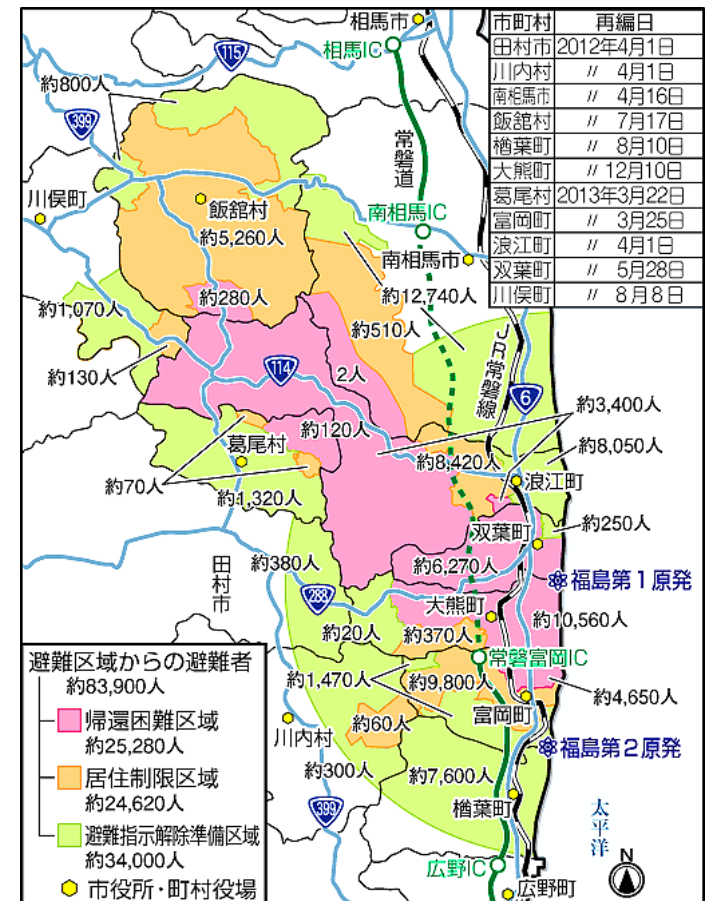 相馬市
相馬IC
115
約800人
399
常磐道
川俣町
飯舘村
約5,260人
南相馬IC
南相馬市
約12,740人
約280人
約1,070人
約510人
JR常磐線
約130人
114
2人
6
約3,400人
約120人
葛尾村
約8,420人
約8,050人
約70人
浪江町
約1,320人
双葉町
約250人
田村市
約380人
約6,270人
福島第1原発
288
大熊町
約10,560人
約20人
約370人
常磐富岡IC
約1,470人
約9,800人
約4,650人
富岡町
川内村
約60人
福島第2原発
約300人
約7,600人
399
楢葉町
太平洋
広野IC
N
広野町
市町村 再編日
田村市 2012年4月1日
川内村 〃 4月1日
南相馬市 〃 4月16日
飯舘村 〃 7月17日
楢葉町 〃 8月10日
大熊町 〃 12月10日
葛尾村 2013年3月22日
富岡町 〃 3月25日
浪江町 〃 4月1日
双葉町 〃 5月28日
川俣町 〃 8月8日
避難区域からの避難者
約83,900人
帰還困難区域
約25,280人
居住制限区域
約24,620人
避難指示解除準備区域
約34,000人
市役所・町村役場